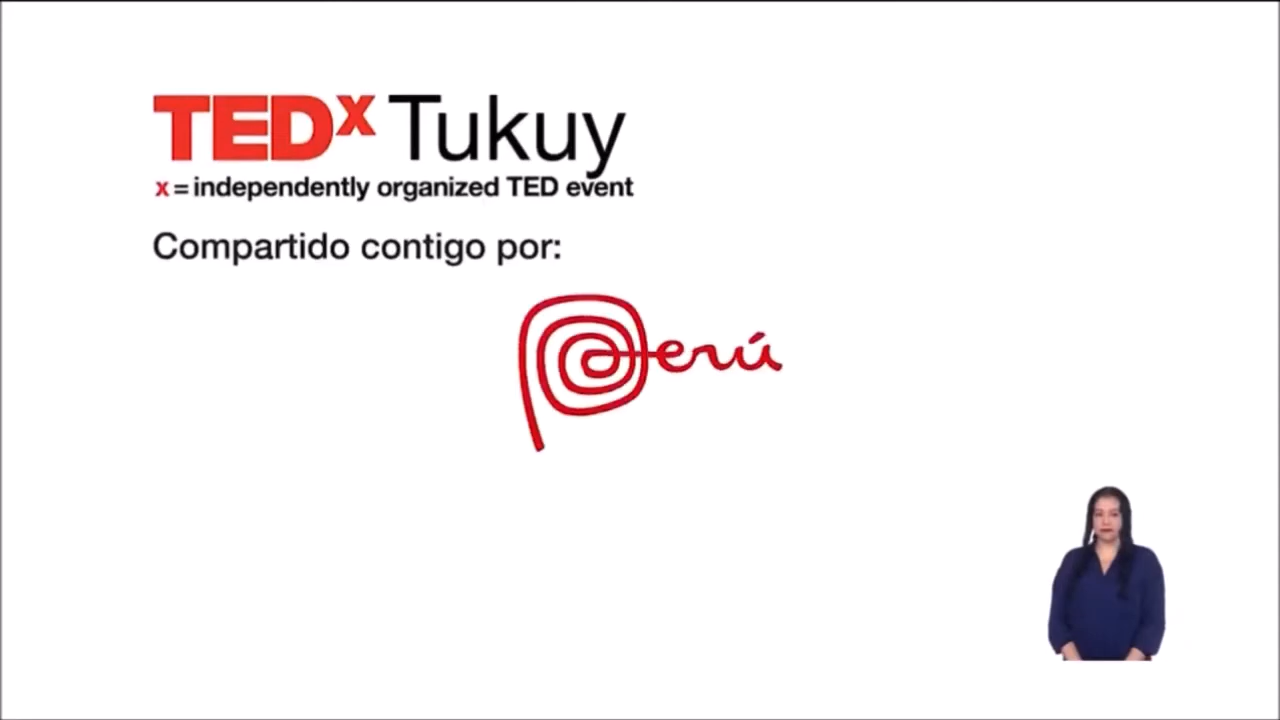 TEDx Tukuy
x = independently organized TED event
Compartido contigo por:
Perú